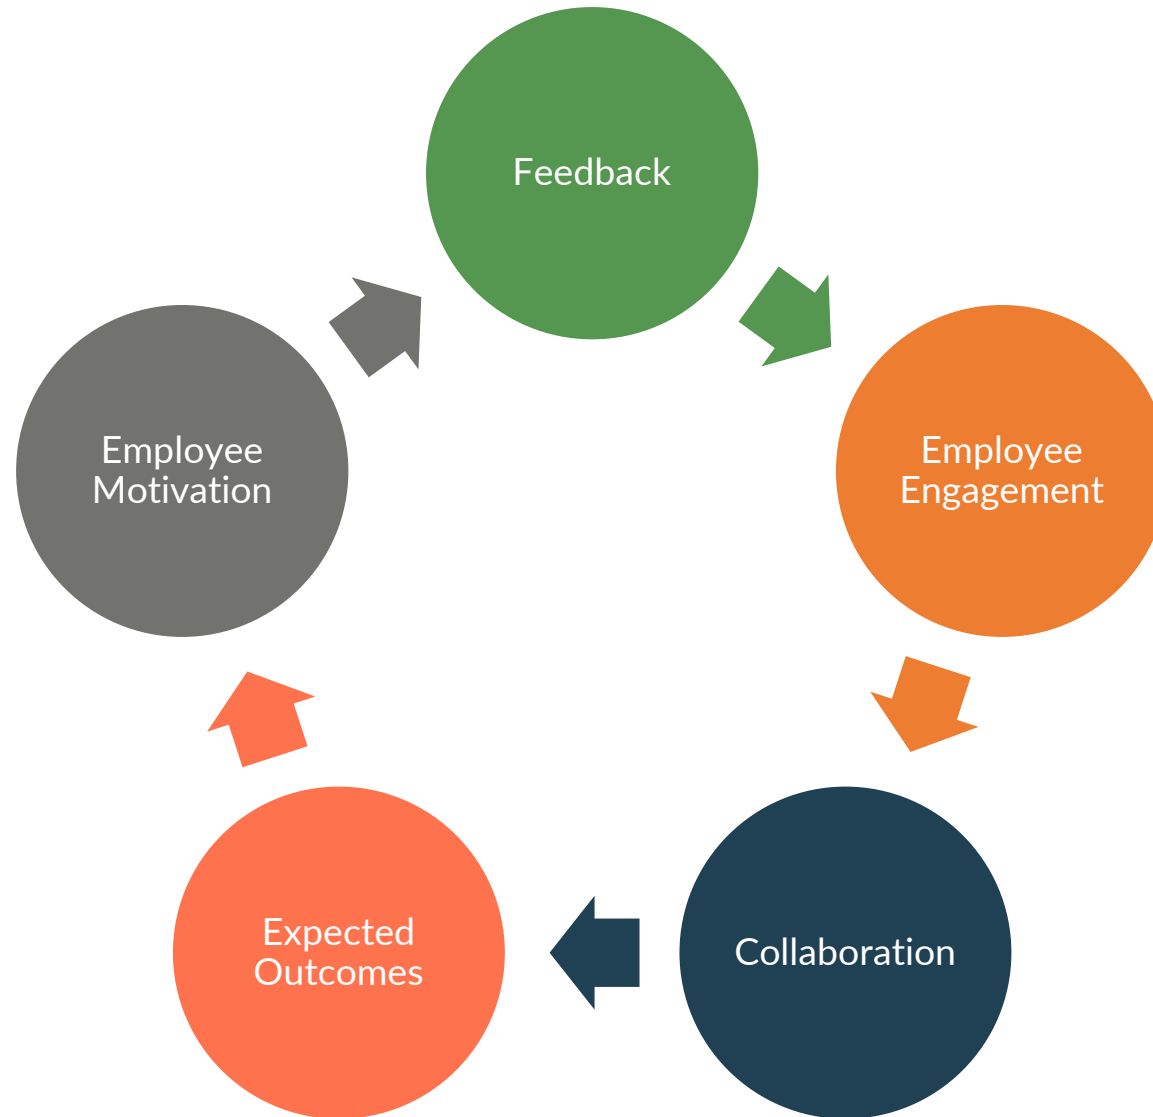 Feedback
Employee
Engagement
Collaboration
Expected
Outcomes
Employee
Motivation